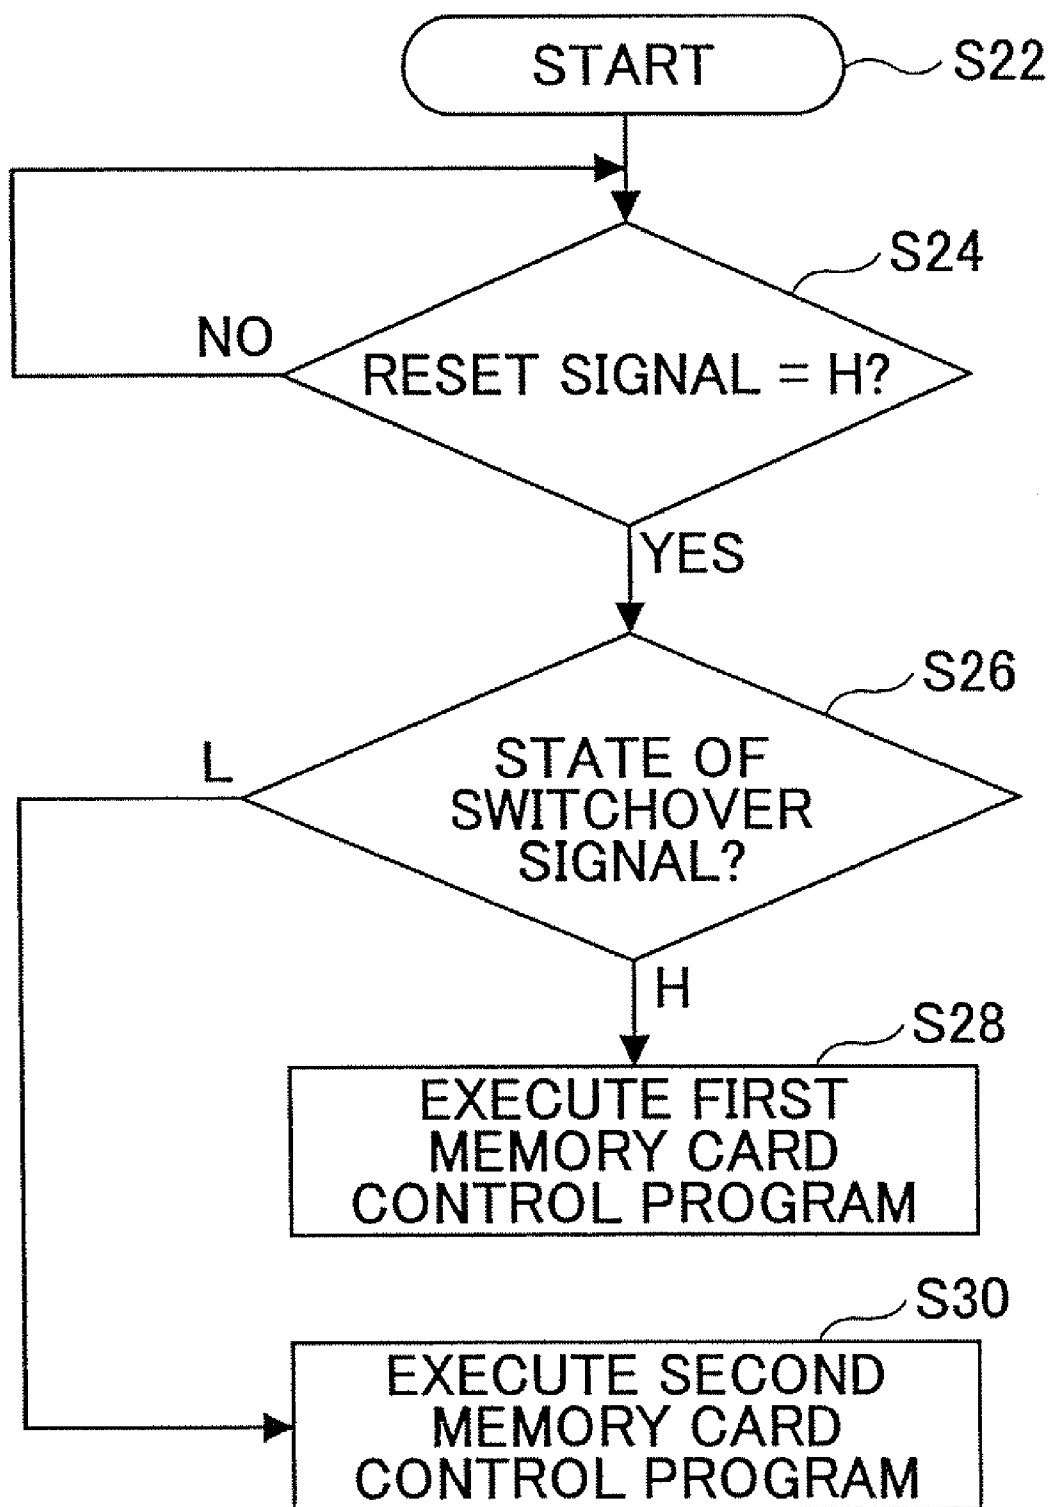 START
S22
S24
NO
RESET SIGNAL = H?
YES
S26
L
STATE OF
SWITCHOVER
SIGNAL?
H
S28
EXECUTE FIRST
MEMORY CARD
CONTROL PROGRAM
S30
EXECUTE SECOND
MEMORY CARD
CONTROL PROGRAM